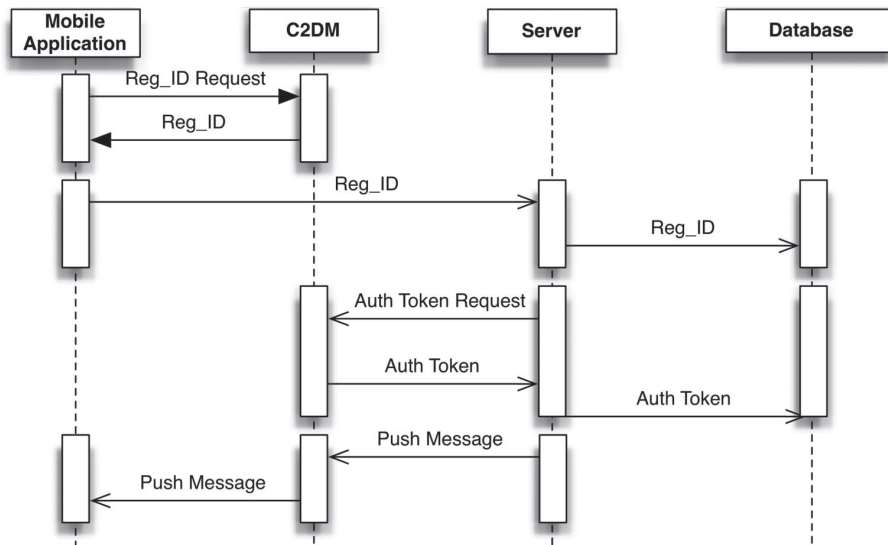 Mobile
Application
C2DM
Server
Database
Reg_ID Request
Reg_ID
Reg_ID
Reg_ID
Auth Token Request
Auth Token
Auth Token
Push Message
Push Message